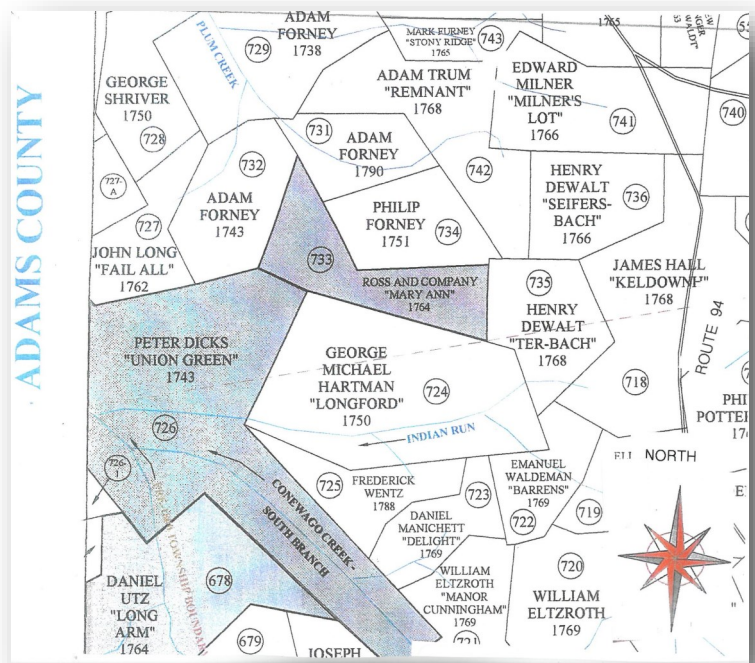 ADAMS COUNTY
PLUM CREEK
729
ADAM
FORNEY
1738
MARK FURNEY
"STONY RIDGE"
1765
743
1765
GEORGE
SHRIVER
1750
728
ADAM TRUM
"REMNANT"
1768
EDWARD
MILNER
"MILNER'S
LOT"
1766
741
740
731
ADAM
FORNEY
1790
732
ADAM
FORNEY
1743
742
727-
A
727
JOHN LONG
"FAIL ALL"
1762
HENRY
DEWALT
"SEIFERS-
BACH"
1766
736
PHILIP
FORNEY
1751
734
733
ROSS AND COMPANY
"MARY ANN"
1764
735
HENRY
DEWALT
"TER-BACH"
1768
JAMES HALL
"KELDOWNI"
1768
ROUTE 94
PETER DICKS
"UNION GREEN"
1743
GEORGE
MICHAEL
HARTMAN
"LONGFORD"
1750
724
718
726
INDIAN RUN
726-
1
725
FREDERICK
WENTZ
1788
723
EMANUEL
WALDEMAN
"BARRENS"
1769
722
719
NORTH
CONEWAGO CREEK-
SOUTH BRANCH
DANIEL
MANICHETT
"DELIGHT"
1769
678
DANIEL
UTZ
"LONG
ARM"
1764
TOWNSHIP
WILLIAM
ELTZROTH
"MANOR
CUNNINGHAM"
1769
721
720
WILLIAM
ELTZROTH
1769
679
JOSEPH